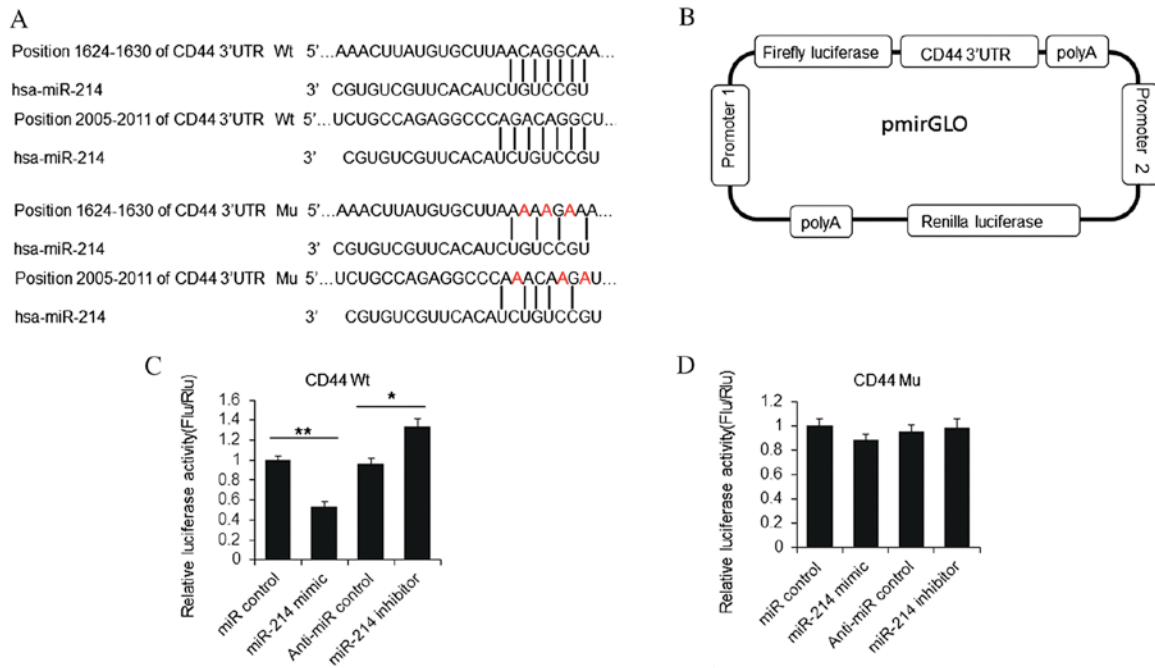 A
Position 1624-1630 of CD44 3'UTR Wt 5'...AAACUUAUGUGCUUAACAGGCAA...
hsa-miR-214 3' CGUGUCGUUCACAUCUGUCCGU
Position 2005-2011 of CD44 3'UTR Wt 5'...UCUGCCAGAGGCCCAGACAGGCU...
hsa-miR-214 3' CGUGUCGUUCACAUCUGUCCGU
Position 1624-1630 of CD44 3'UTR Mu 5'...AAACUUAUGUGCUUAAAAAGAAA...
hsa-miR-214 3' CGUGUCGUUCACAUCUGUCCGU
Position 2005-2011 of CD44 3'UTR Mu 5'...UCUGCCAGAGGCCCAAACAAGAU...
hsa-miR-214 3' CGUGUCGUUCACAUCUGUCCGU
B
Firefly luciferase
CD44 3'UTR
polyA
Promoter 1
pmirGLO
Promoter 2
polyA
Renilla luciferase
C
CD44 Wt
Relative luciferase activity(Flu/Rlu)
1.6
1.4
1.2
1
0.8
0.6
0.4
0.2
0
**
*
miR control
miR-214 mimic
Anti-miR control
miR-214 inhibitor
D
CD44 Mu
Relative luciferase activity(Flu/Rlu)
1.2
1
0.8
0.6
0.4
0.2
0
miR control
miR-214 mimic
Anti-miR control
miR-214 inhibitor